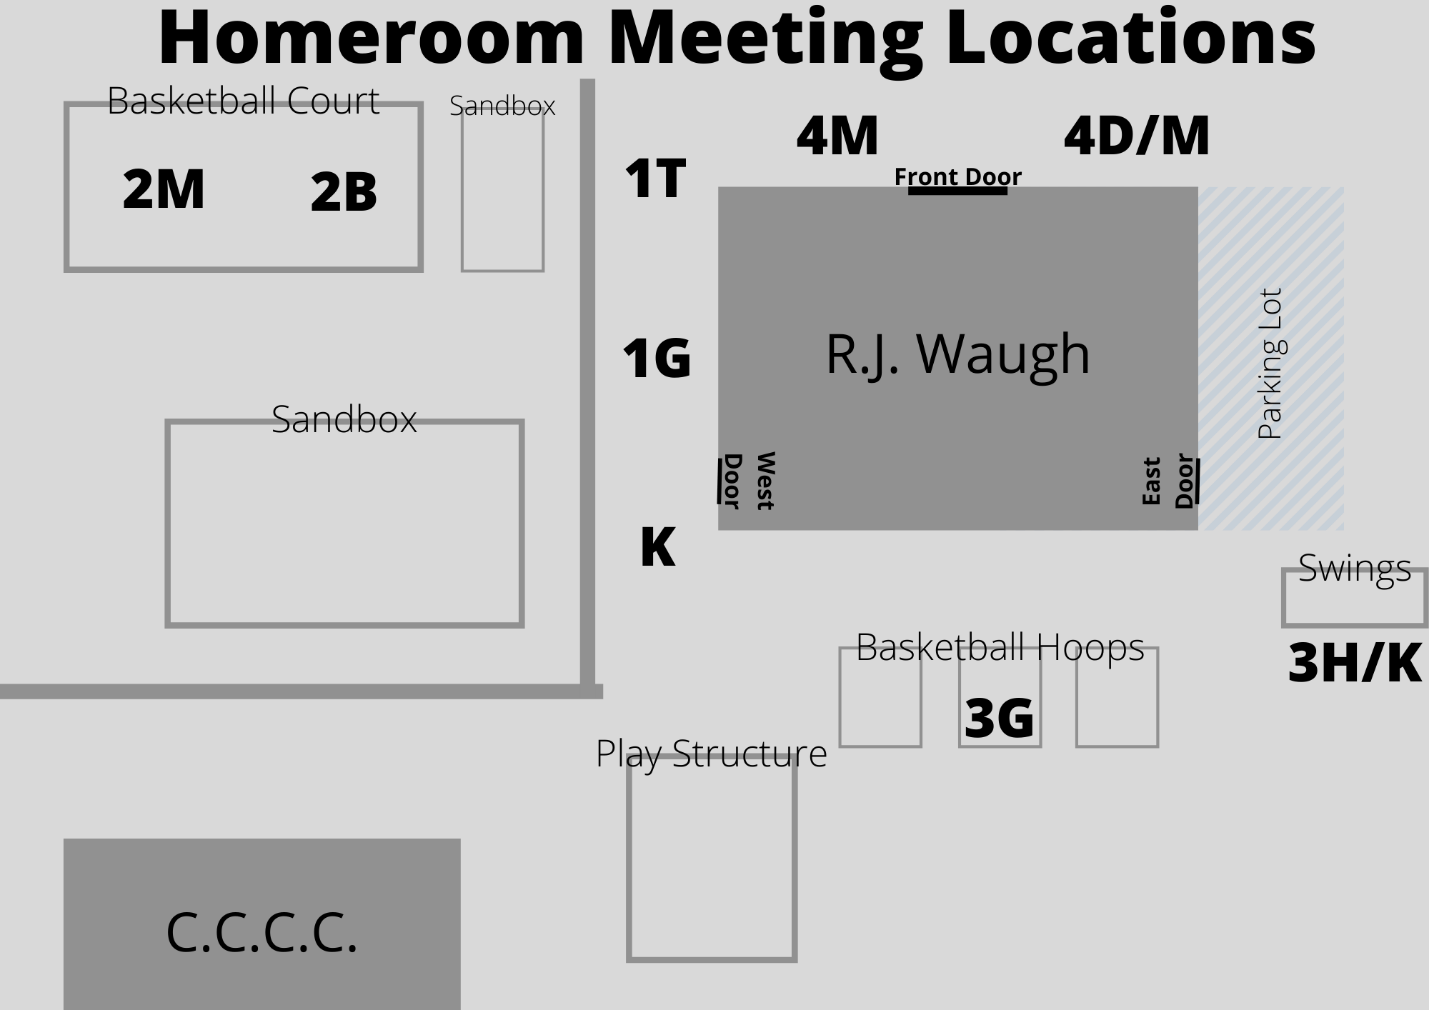 Homeroom Meeting Locations
Basketball Court
Sandbox
2M
2B
1T
4M
4D/M
Front Door
1G
R.J. Waugh
Parking Lot
Sandbox
West
Door
East
Door
K
Swings
3H/K
Basketball Hoops
3G
Play Structure
C.C.C.C.